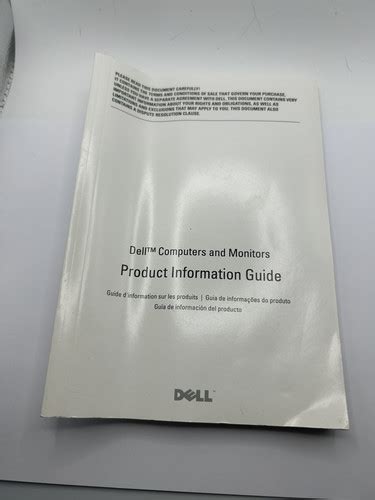 PLEASE READ THIS DOCUMENT CAREFULLY!
IT CONTAINS THE TERMS AND CONDITIONS OF SALE THAT GOVERN YOUR PURCHASE,
UNLESS YOU HAVE A SEPARATE AGREEMENT WITH DELL. THIS DOCUMENT CONTAINS VERY
IMPORTANT INFORMATION ABOUT YOUR RIGHTS AND OBLIGATIONS, AS WELL AS
LIMITATIONS AND EXCLUSIONS THAT MAY APPLY TO YOU. THIS DOCUMENT ALSO
CONTAINS A DISPUTE RESOLUTION CLAUSE.
Dell™ Computers and Monitors
Product Information Guide
Guide d'information sur les produits | Guia de informações do produto
Guía de información del producto
DELL™